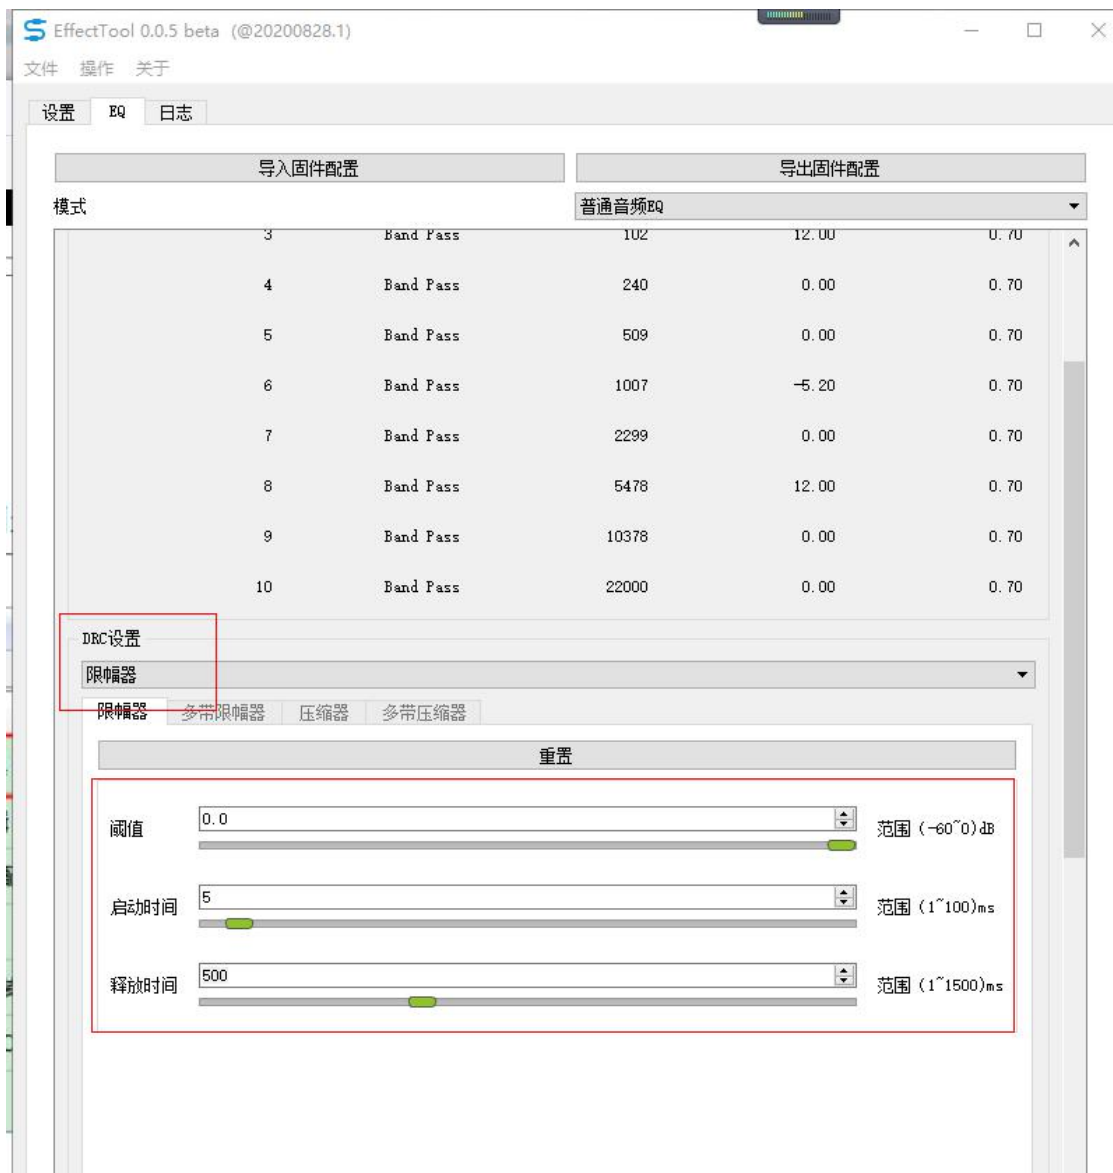 EffectTool 0.0.5 beta (@20200828.1)
文件 操作 关于
设置 EQ 日志
导入固件配置 导出固件配置
模式 普通音频EQ
3 Band Pass 102 12.00 0.70
4 Band Pass 240 0.00 0.70
5 Band Pass 509 0.00 0.70
6 Band Pass 1007 -5.20 0.70
7 Band Pass 2299 0.00 0.70
8 Band Pass 5478 12.00 0.70
9 Band Pass 10378 0.00 0.70
10 Band Pass 22000 0.00 0.70
DRC设置
限幅器
限幅器 多带限幅器 压缩器 多带压缩器
重置
阈值 0.0 范围 (-60~0)dB
启动时间 5 范围 (1~100)ms
释放时间 500 范围 (1~1500)ms